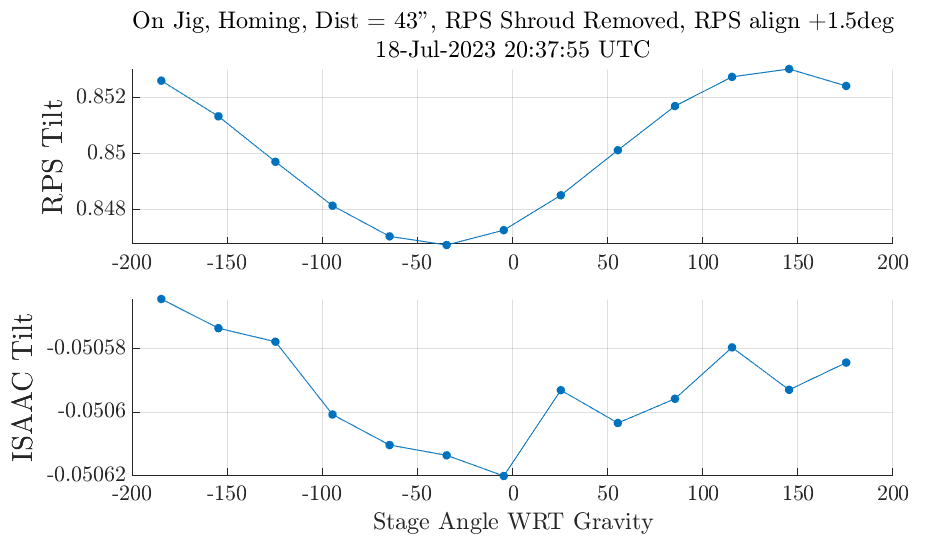 On Jig, Homing, Dist = 43", RPS Shroud Removed, RPS align +1.5deg
18-Jul-2023 20:37:55 UTC
RPS Tilt
0.852
0.85
0.848
-200 -150 -100 -50 0 50 100 150 200
ISAAC Tilt
-0.05058
-0.0506
-0.05062
-200 -150 -100 -50 0 50 100 150 200
Stage Angle WRT Gravity